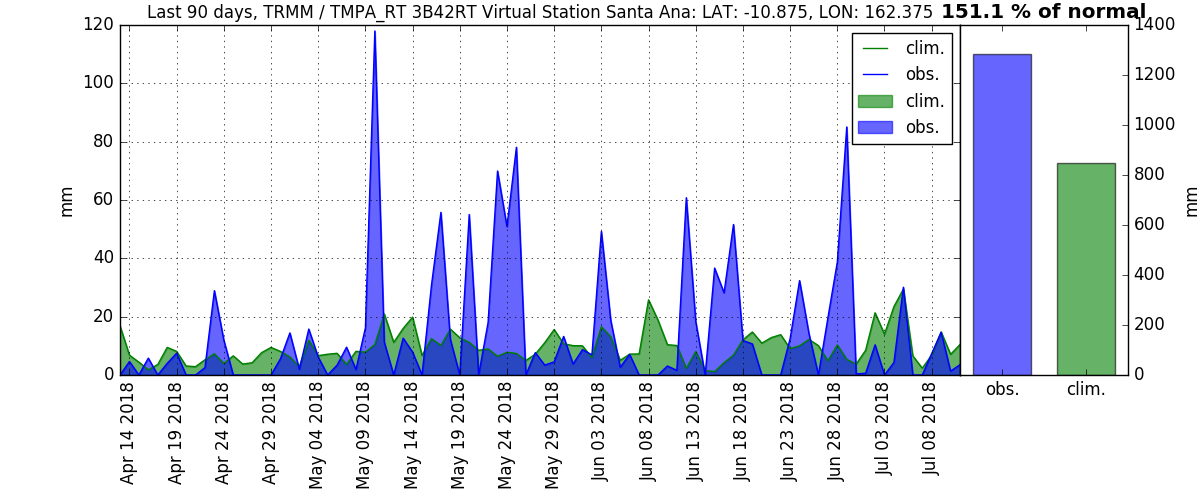 Last 90 days, TRMM / TMPA_RT 3B42RT Virtual Station Santa Ana: LAT: -10.875, LON: 162.375 151.1 % of normal
120
100
80
60
40
20
0
mm
clim.
obs.
clim.
obs.
1400
1200
1000
800
600
400
200
0
mm
obs. clim.
Apr 14 2018
Apr 19 2018
Apr 24 2018
Apr 29 2018
May 04 2018
May 09 2018
May 14 2018
May 19 2018
May 24 2018
May 29 2018
Jun 03 2018
Jun 08 2018
Jun 13 2018
Jun 18 2018
Jun 23 2018
Jun 28 2018
Jul 03 2018
Jul 08 2018